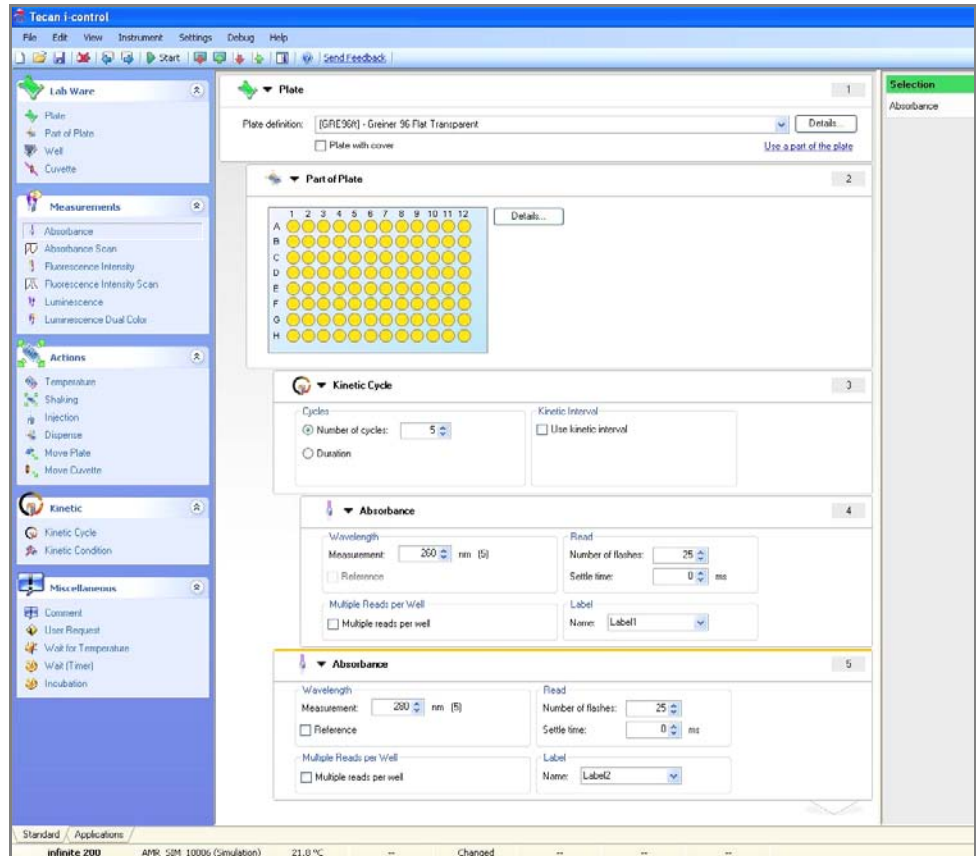 Tecan i-control
File Edit View Instrument Settings Debug Help
Start Send Feedback
Lab Ware
Plate
Part of Plate
Well
Cuvette
Measurements
Absorbance
Absorbance Scan
Fluorescence Intensity
Fluorescence Intensity Scan
Luminescence
Luminescence Dual Color
Actions
Temperature
Shaking
Injection
Dispense
Move Plate
Move Cuvette
Kinetic
Kinetic Cycle
Kinetic Condition
Miscellaneous
Comment
User Request
Wait for Temperature
Wait (Timer)
Incubation
Plate 1
Plate definition: [GRE96ft] - Greiner 96 Flat Transparent Details...
Plate with cover Use a part of the plate
Part of Plate 2
1 2 3 4 5 6 7 8 9 10 11 12 Details...
A
B
C
D
E
F
G
H
Kinetic Cycle 3
Cycles Kinetic Interval
Number of cycles: 5 Use kinetic interval
Duration
Absorbance 4
Wavelength Read
Measurement: 260 nm (5) Number of flashes: 25
Reference Settle time: 0 ms
Multiple Reads per Well Label
Multiple reads per well Name: Label1
Absorbance 5
Wavelength Read
Measurement: 280 nm (5) Number of flashes: 25
Reference Settle time: 0 ms
Multiple Reads per Well Label
Multiple reads per well Name: Label2
Selection
Absorbance
Standard Applications
infinite 200 AMR_SIM_10006 (Simulation) 21.0 °C -- Changed -- -- --